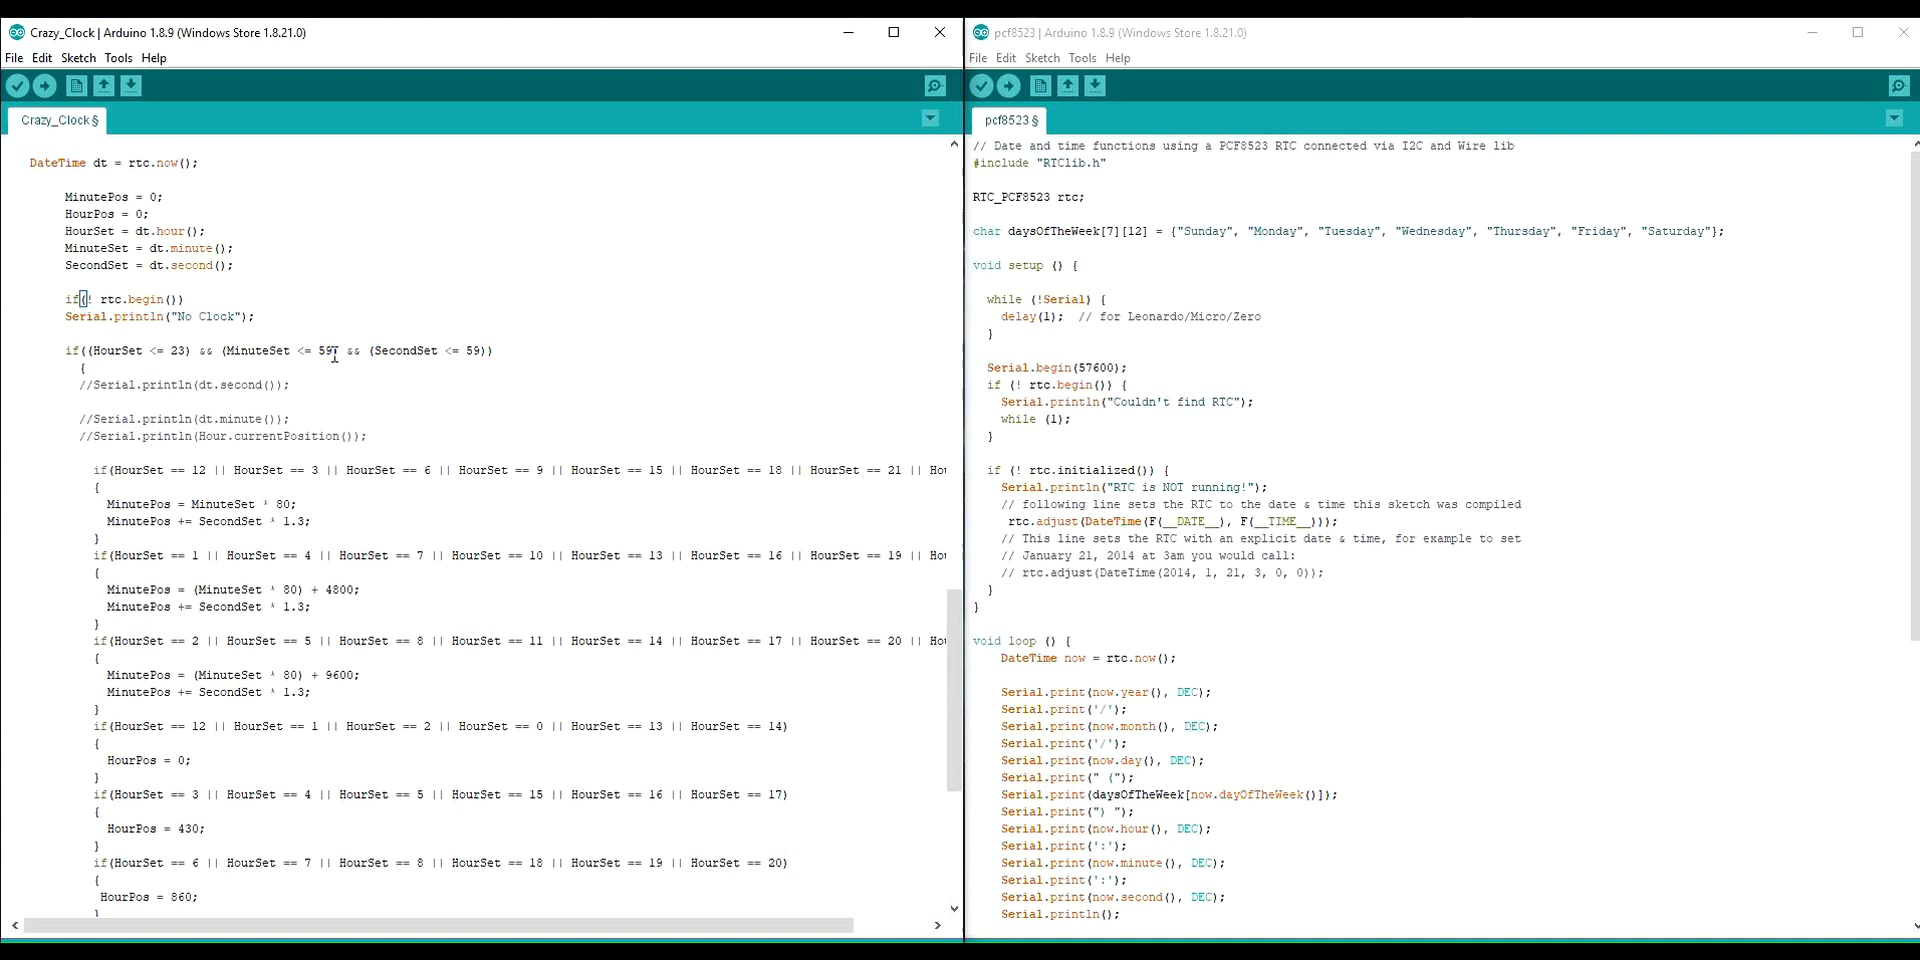 Crazy_Clock | Arduino 1.8.9 (Windows Store 1.8.21.0)
File Edit Sketch Tools Help
Crazy_Clock §
DateTime dt = rtc.now();
MinutePos = 0;
HourPos = 0;
HourSet = dt.hour();
MinuteSet = dt.minute();
SecondSet = dt.second();
if(! rtc.begin())
Serial.println("No Clock");
if((HourSet <= 23) && (MinuteSet <= 59) && (SecondSet <= 59))
{
//Serial.println(dt.second());
//Serial.println(dt.minute());
//Serial.println(Hour.currentPosition());
if(HourSet == 12 || HourSet == 3 || HourSet == 6 || HourSet == 9 || HourSet == 15 || HourSet == 18 || HourSet == 21 || Hou
{
MinutePos = MinuteSet * 80;
MinutePos += SecondSet * 1.3;
}
if(HourSet == 1 || HourSet == 4 || HourSet == 7 || HourSet == 10 || HourSet == 13 || HourSet == 16 || HourSet == 19 || Hou
{
MinutePos = (MinuteSet * 80) + 4800;
MinutePos += SecondSet * 1.3;
}
if(HourSet == 2 || HourSet == 5 || HourSet == 8 || HourSet == 11 || HourSet == 14 || HourSet == 17 || HourSet == 20 || Hou
{
MinutePos = (MinuteSet * 80) + 9600;
MinutePos += SecondSet * 1.3;
}
if(HourSet == 12 || HourSet == 1 || HourSet == 2 || HourSet == 0 || HourSet == 13 || HourSet == 14)
{
HourPos = 0;
}
if(HourSet == 3 || HourSet == 4 || HourSet == 5 || HourSet == 15 || HourSet == 16 || HourSet == 17)
{
HourPos = 430;
}
if(HourSet == 6 || HourSet == 7 || HourSet == 8 || HourSet == 18 || HourSet == 19 || HourSet == 20)
{
HourPos = 860;
}
pcf8523 | Arduino 1.8.9 (Windows Store 1.8.21.0)
File Edit Sketch Tools Help
pcf8523 §
// Date and time functions using a PCF8523 RTC connected via I2C and Wire lib
#include "RTClib.h"
RTC_PCF8523 rtc;
char daysOfTheWeek[7][12] = {"Sunday", "Monday", "Tuesday", "Wednesday", "Thursday", "Friday", "Saturday"};
void setup () {
while (!Serial) {
delay(1); // for Leonardo/Micro/Zero
}
Serial.begin(57600);
if (! rtc.begin()) {
Serial.println("Couldn't find RTC");
while (1);
}
if (! rtc.initialized()) {
Serial.println("RTC is NOT running!");
// following line sets the RTC to the date & time this sketch was compiled
rtc.adjust(DateTime(F(__DATE__), F(__TIME__)));
// This line sets the RTC with an explicit date & time, for example to set
// January 21, 2014 at 3am you would call:
// rtc.adjust(DateTime(2014, 1, 21, 3, 0, 0));
}
}
void loop () {
DateTime now = rtc.now();
Serial.print(now.year(), DEC);
Serial.print('/');
Serial.print(now.month(), DEC);
Serial.print('/');
Serial.print(now.day(), DEC);
Serial.print(" (");
Serial.print(daysOfTheWeek[now.dayOfTheWeek()]);
Serial.print(") ");
Serial.print(now.hour(), DEC);
Serial.print(':');
Serial.print(now.minute(), DEC);
Serial.print(':');
Serial.print(now.second(), DEC);
Serial.println();